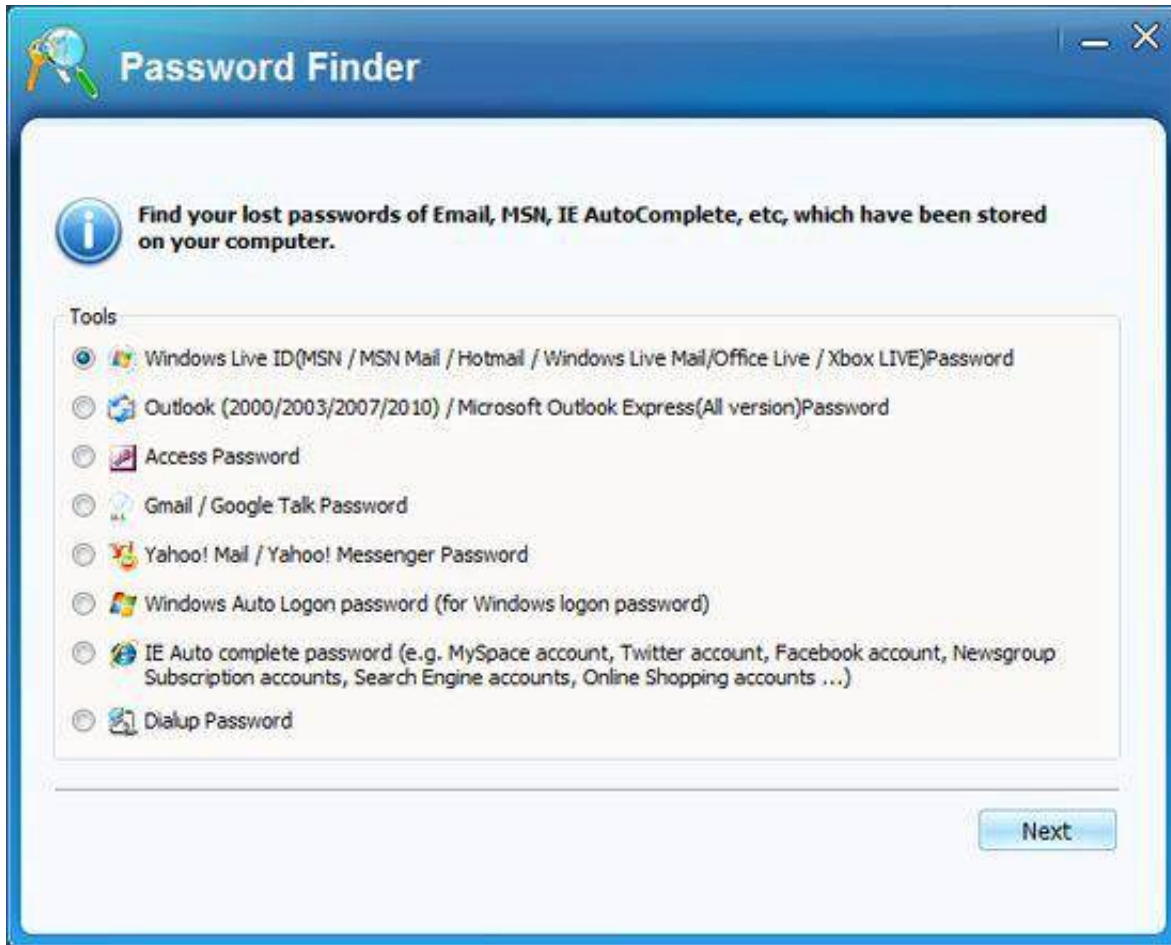 Password Finder
Find your lost passwords of Email, MSN, IE AutoComplete, etc, which have been stored
on your computer.
Tools
Windows Live ID(MSN / MSN Mail / Hotmail / Windows Live Mail/Office Live / Xbox LIVE)Password
Outlook (2000/2003/2007/2010) / Microsoft Outlook Express(All version)Password
Access Password
Gmail / Google Talk Password
Yahoo! Mail / Yahoo! Messenger Password
Windows Auto Logon password (for Windows logon password)
IE Auto complete password (e.g. MySpace account, Twitter account, Facebook account, Newsgroup
Subscription accounts, Search Engine accounts, Online Shopping accounts ...)
Dialup Password
Next